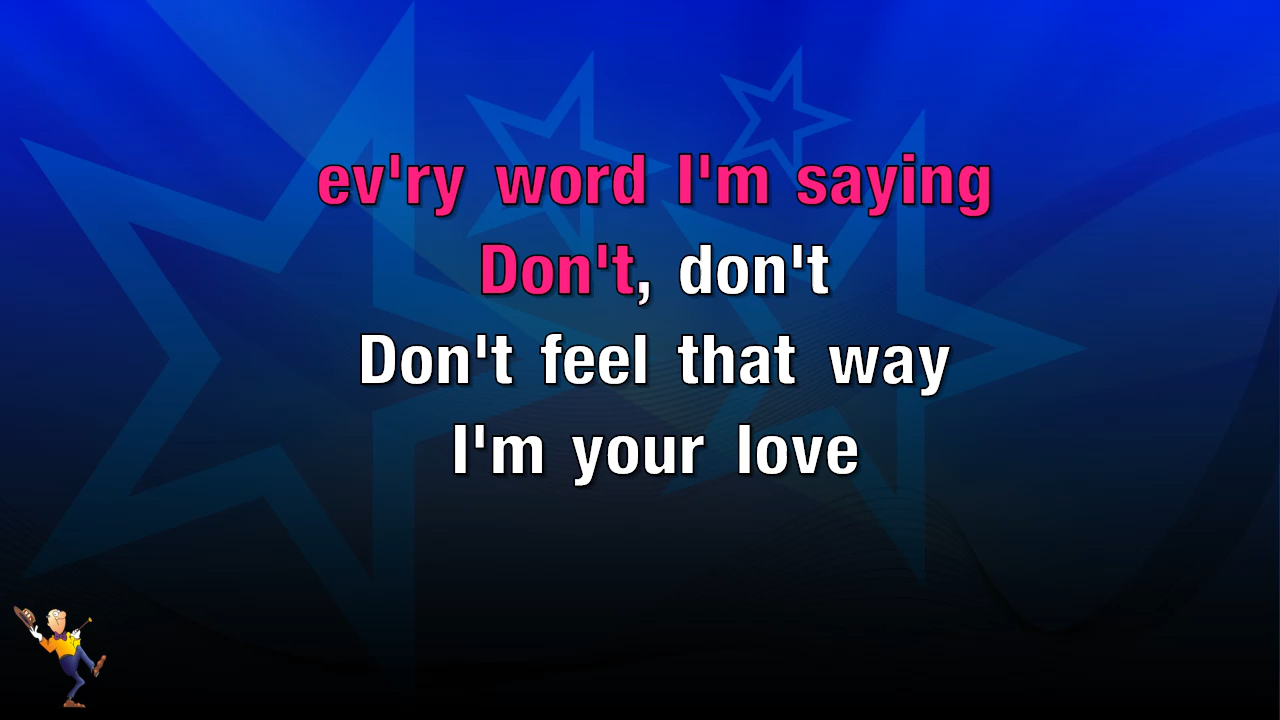 ev'ry word I'm saying
Don't, don't
Don't feel that way
I'm your love